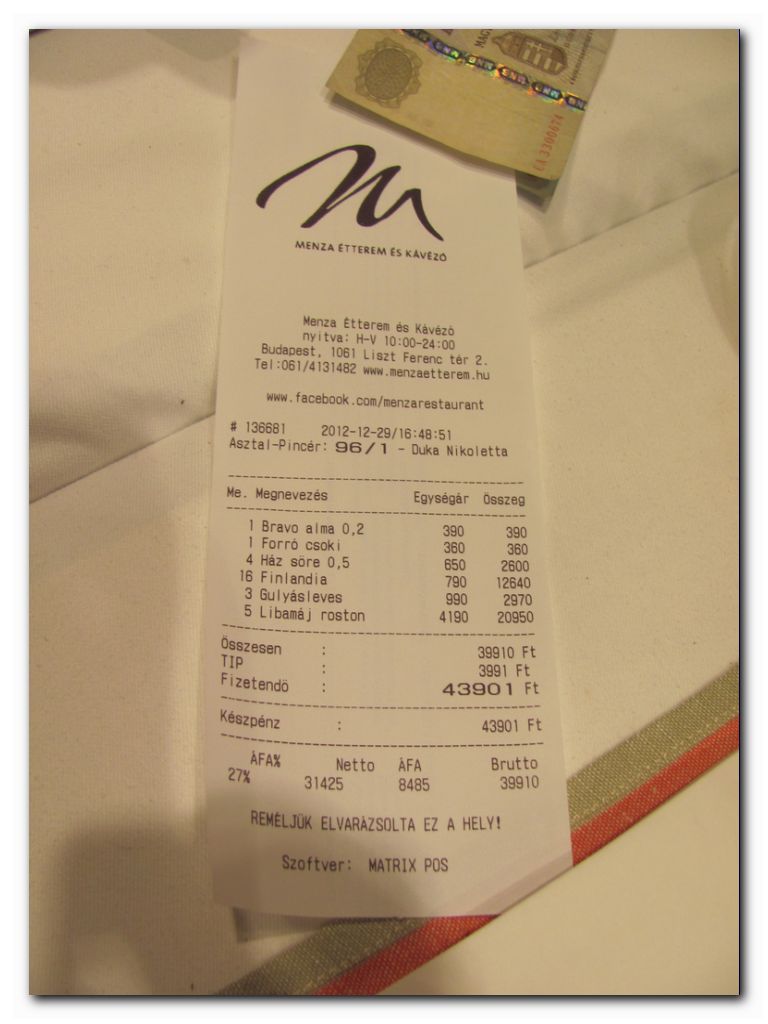 MAG
EA 3300674
MENZA ÉTTEREM ÉS KÁVÉZÓ
Menza Étterem és Kávézó
nyitva: H-V 10:00-24:00
Budapest, 1061 Liszt Ferenc tér 2.
Tel:061/4131482 www.menzaetterem.hu
www.facebook.com/menzarestaurant
# 136681 2012-12-29/16:48:51
Asztal-Pincér: 96/1 - Duka Nikoletta
Me. Megnevezés Egységár Összeg
1 Bravo alma 0,2 390 390
1 Forró csoki 360 360
4 Ház söre 0,5 650 2600
16 Finlandia 790 12640
3 Gulyásleves 990 2970
5 Libamáj roston 4190 20950
Összesen : 39910 Ft
TIP : 3991 Ft
Fizetendö : 43901 Ft
Készpénz : 43901 Ft
ÁFA% Netto ÁFA Brutto
27% 31425 8485 39910
REMÉLJÜK ELVARÁZSOLTA EZ A HELY!
Szoftver: MATRIX POS